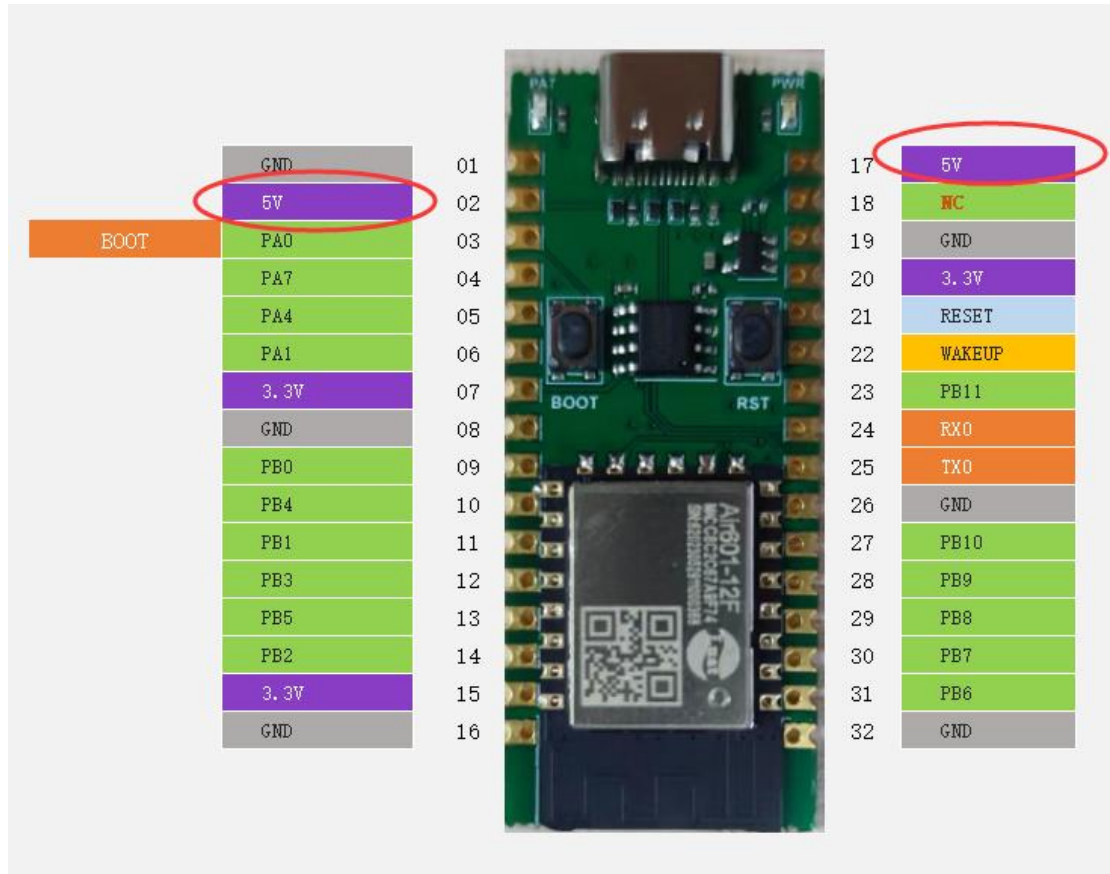 PA7
PWR
GND 01 17 5V
5V 02 18 NC
BOOT PA0 03 19 GND
PA7 04 20 3.3V
PA4 05 21 RESET
PA1 06 22 WAKEUP
3.3V 07 23 PB11
BOOT RST
GND 08 24 RX0
PB0 09 25 TX0
PB4 10 26 GND
PB1 11 27 PB10
PB3 12 28 PB9
PB5 13 29 PB8
PB2 14 30 PB7
3.3V 15 31 PB6
GND 16 32 GND
Air601-12F